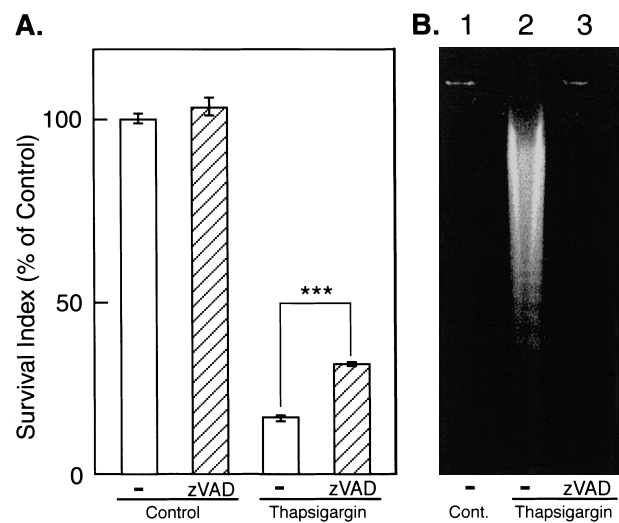 A.
Survival Index (% of Control)
100
50
0
***
- zVAD - zVAD
Control Thapsigargin
B. 1 2 3
- - zVAD
Cont. Thapsigargin